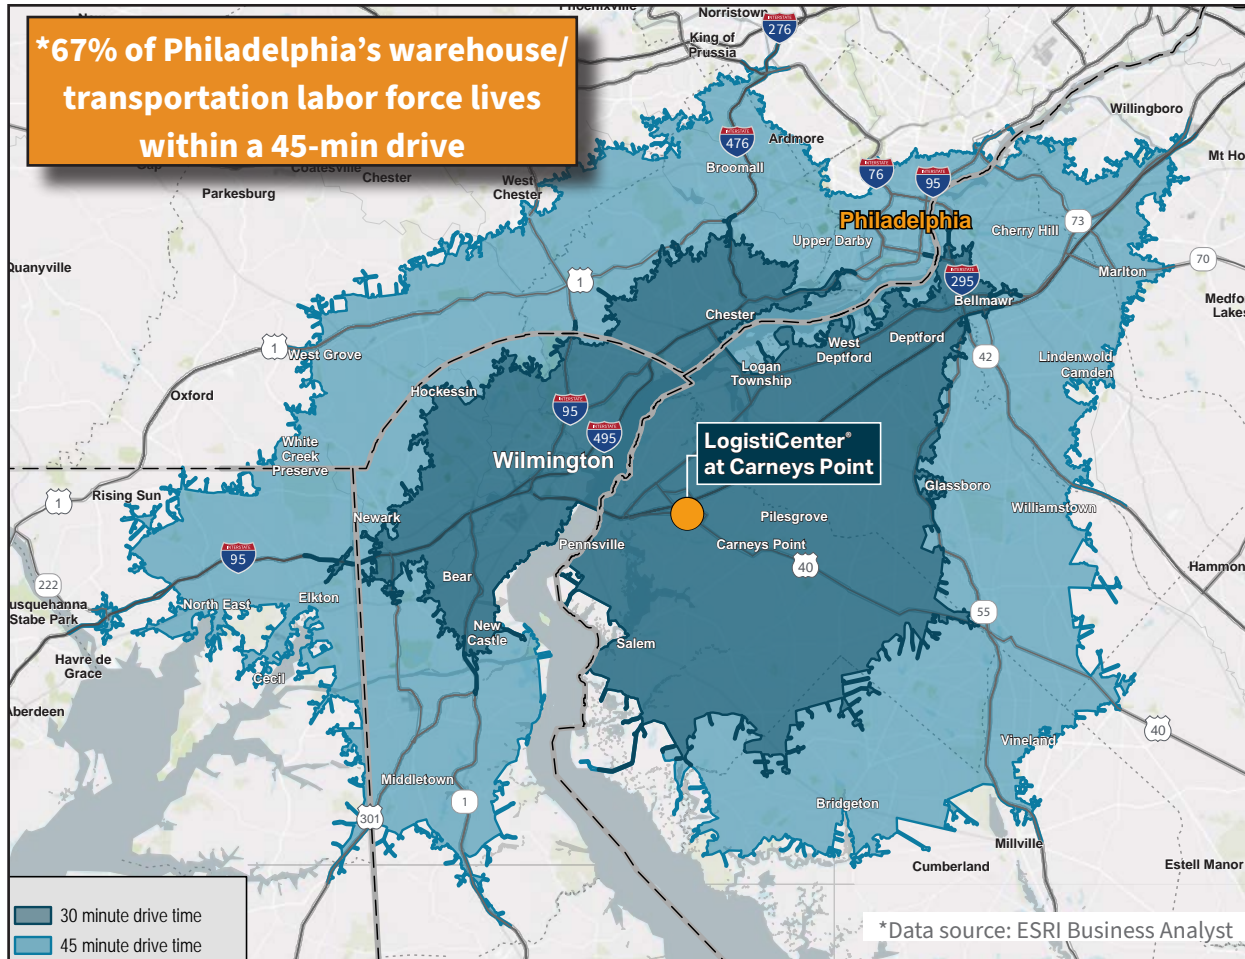 *67% of Philadelphia's warehouse/
transportation labor force lives
within a 45-min drive
Norristown
276
King of
Prussia
Willingboro
476
Ardmore
Broomall
76
95
Mt Ho
Coatesville
Chester
Parkesburg
West
Chester
Philadelphia
Upper Darby
Cherry Hill
73
Quanyville
1
295
Marlton
70
Bellmawr
Medfo
Lakes
Chester
West
Deptford
Deptford
42
1
West Grove
Logan
Township
Lindenwold
Camden
Oxford
Hockessin
95
495
White
Creek
Preserve
Wilmington
LogistiCenter®
at Carneys Point
Rising Sun
1
Newark
Glassboro
Williamstown
Pilesgrove
Pennsville
Carneys Point
95
40
Hammon
222
Bear
usquehanna
Stabe Park
North East
Elkton
New
Castle
55
Salem
Havre de
Grace
Cecil
Aberdeen
40
Vineland
Middletown
1
301
Bridgeton
Millville
Cumberland
Estell Manor
30 minute drive time
45 minute drive time
*Data source: ESRI Business Analyst